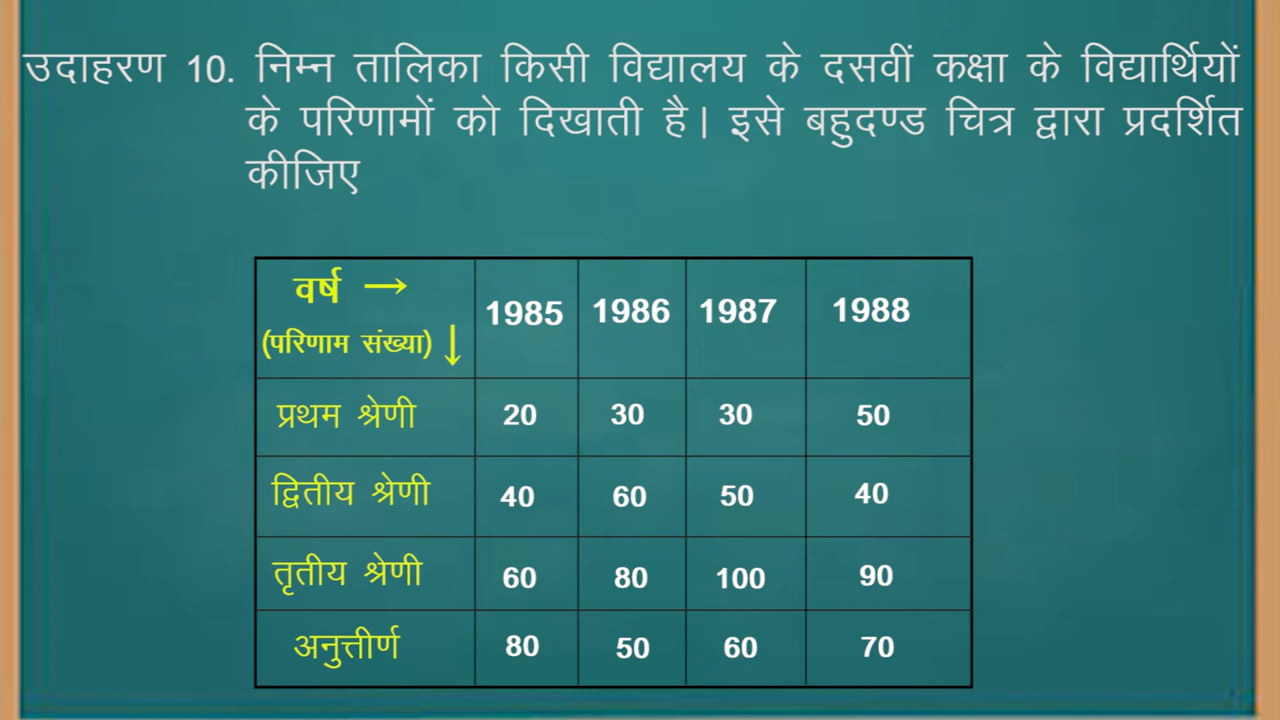 उदाहरण 10. निम्न तालिका किसी विद्यालय के दसवीं कक्षा के विद्यार्थियों
के परिणामों को दिखाती है। इसे बहुदण्ड चित्र द्वारा प्रदर्शित
कीजिए
वर्ष → 1985 1986 1987 1988
(परिणाम संख्या) ↓
प्रथम श्रेणी 20 30 30 50
द्वितीय श्रेणी 40 60 50 40
तृतीय श्रेणी 60 80 100 90
अनुत्तीर्ण 80 50 60 70